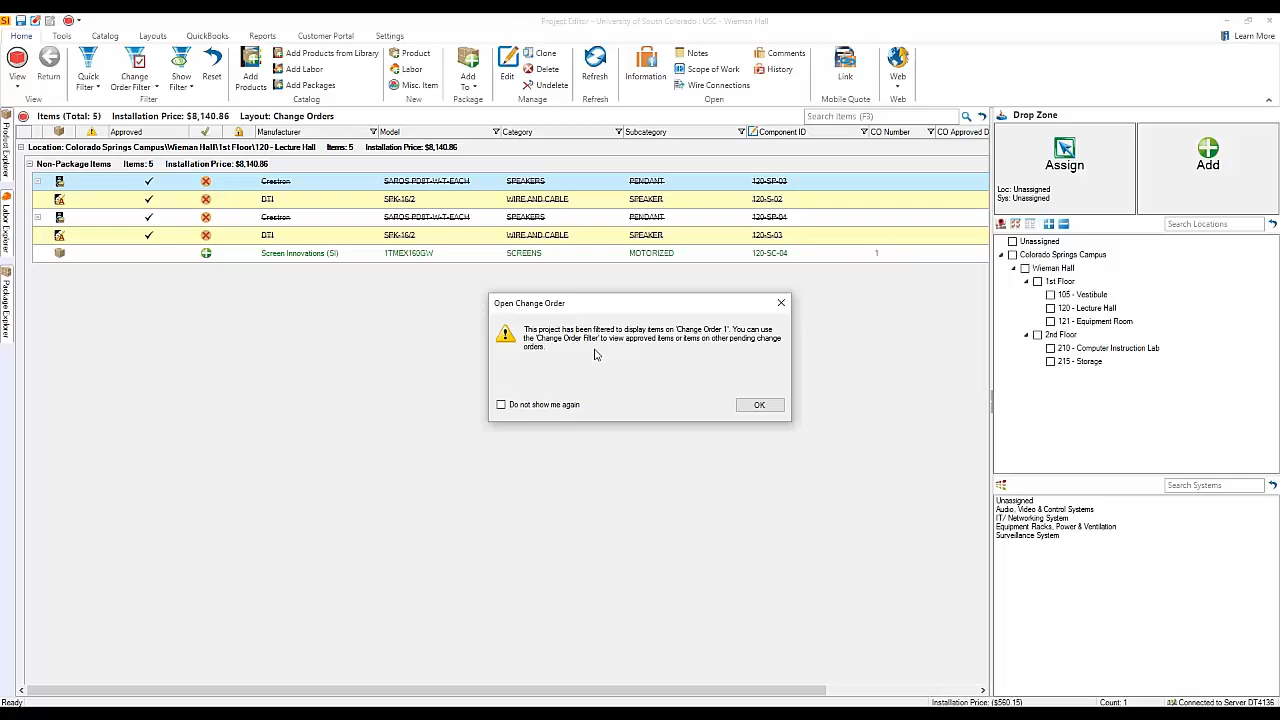 SI
Project Editor - University of South Colorado : USC - Wieman Hall
Home Tools Catalog Layouts QuickBooks Reports Customer Portal Settings
Learn More
View
Return
View
Quick Filter
Change Order Filter
Show Filter
Reset
Filter
Add Products
Add Products from Library
Add Labor
Add Packages
Catalog
Product
Labor
Misc. Item
New
Add To
Package
Edit
Clone
Delete
Undelete
Manage
Refresh
Refresh
Information
Notes
Scope of Work
Wire Connections
Comments
History
Open
Link
Mobile Quote
Web
Web
Product Explorer
Labor Explorer
Package Explorer
Items (Total: 5) Installation Price: $8,140.86 Layout: Change Orders
Search Items (F3)
Approved Manufacturer Model Category Subcategory Component ID CO Number CO Approved D
Location: Colorado Springs Campus\Wieman Hall\1st Floor\120 - Lecture Hall Items: 5 Installation Price: $8,140.86
Non-Package Items Items: 5 Installation Price: $8,140.86
Crestron SAROS-PD8T-W-T-EACH SPEAKERS PENDANT 120-SP-03
DTI SPK-16/2 WIRE AND CABLE SPEAKER 120-S-02
Crestron SAROS-PD8T-W-T-EACH SPEAKERS PENDANT 120-SP-04
DTI SPK-16/2 WIRE AND CABLE SPEAKER 120-S-03
Screen Innovations (SI) 1TMEX160GW SCREENS MOTORIZED 120-SC-04 1
Open Change Order
This project has been filtered to display items on 'Change Order 1'. You can use
the 'Change Order Filter' to view approved items or items on other pending change
orders.
Do not show me again
OK
Drop Zone
Assign
Loc: Unassigned
Sys: Unassigned
Add
Search Locations
Unassigned
Colorado Springs Campus
Wieman Hall
1st Floor
105 - Vestibule
120 - Lecture Hall
121 - Equipment Room
2nd Floor
210 - Computer Instruction Lab
215 - Storage
Search Systems
Unassigned
Audio, Video & Control Systems
IT/ Networking System
Equipment Racks, Power & Ventilation
Surveillance System
Ready
Installation Price: ($560.15)
Count: 1
Connected to Server DT4136